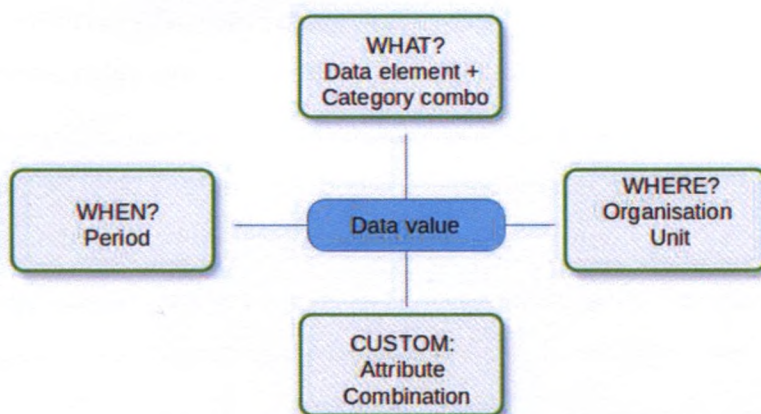 WHAT?
Data element +
Category combo
WHEN?
Period
Data value
WHERE?
Organisation
Unit
CUSTOM:
Attribute
Combination